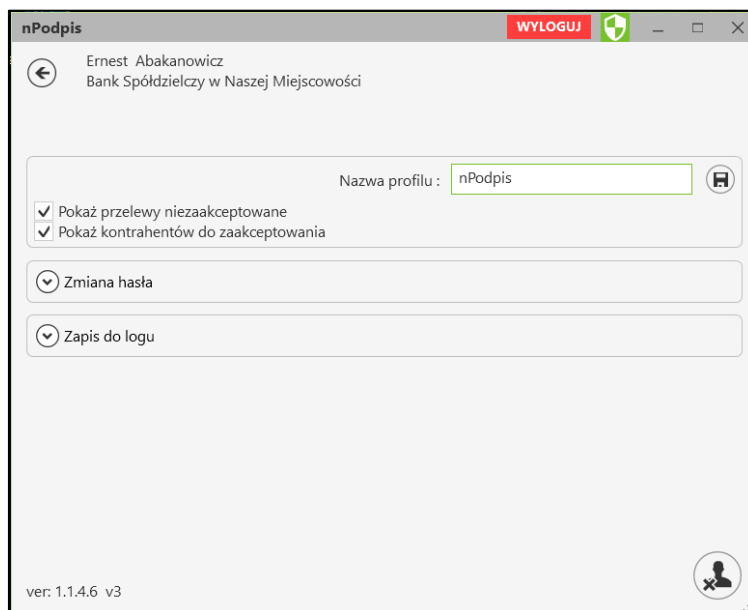 nPodpis WYLOGUJ
Ernest Abakanowicz
Bank Spółdzielczy w Naszej Miejscowości
Nazwa profilu : nPodpis
Pokaż przelewy niezaakceptowane
Pokaż kontrahentów do zaakceptowania
Zmiana hasła
Zapis do logu
ver: 1.1.4.6 v3